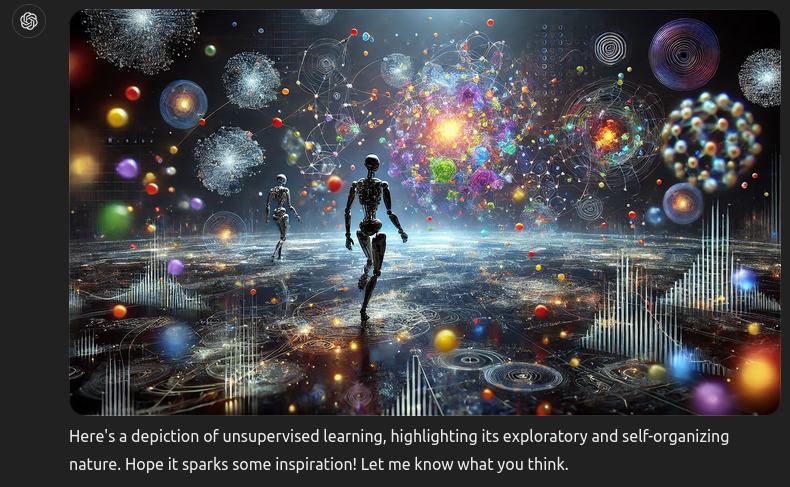 Here's a depiction of unsupervised learning, highlighting its exploratory and self-organizing
nature. Hope it sparks some inspiration! Let me know what you think.